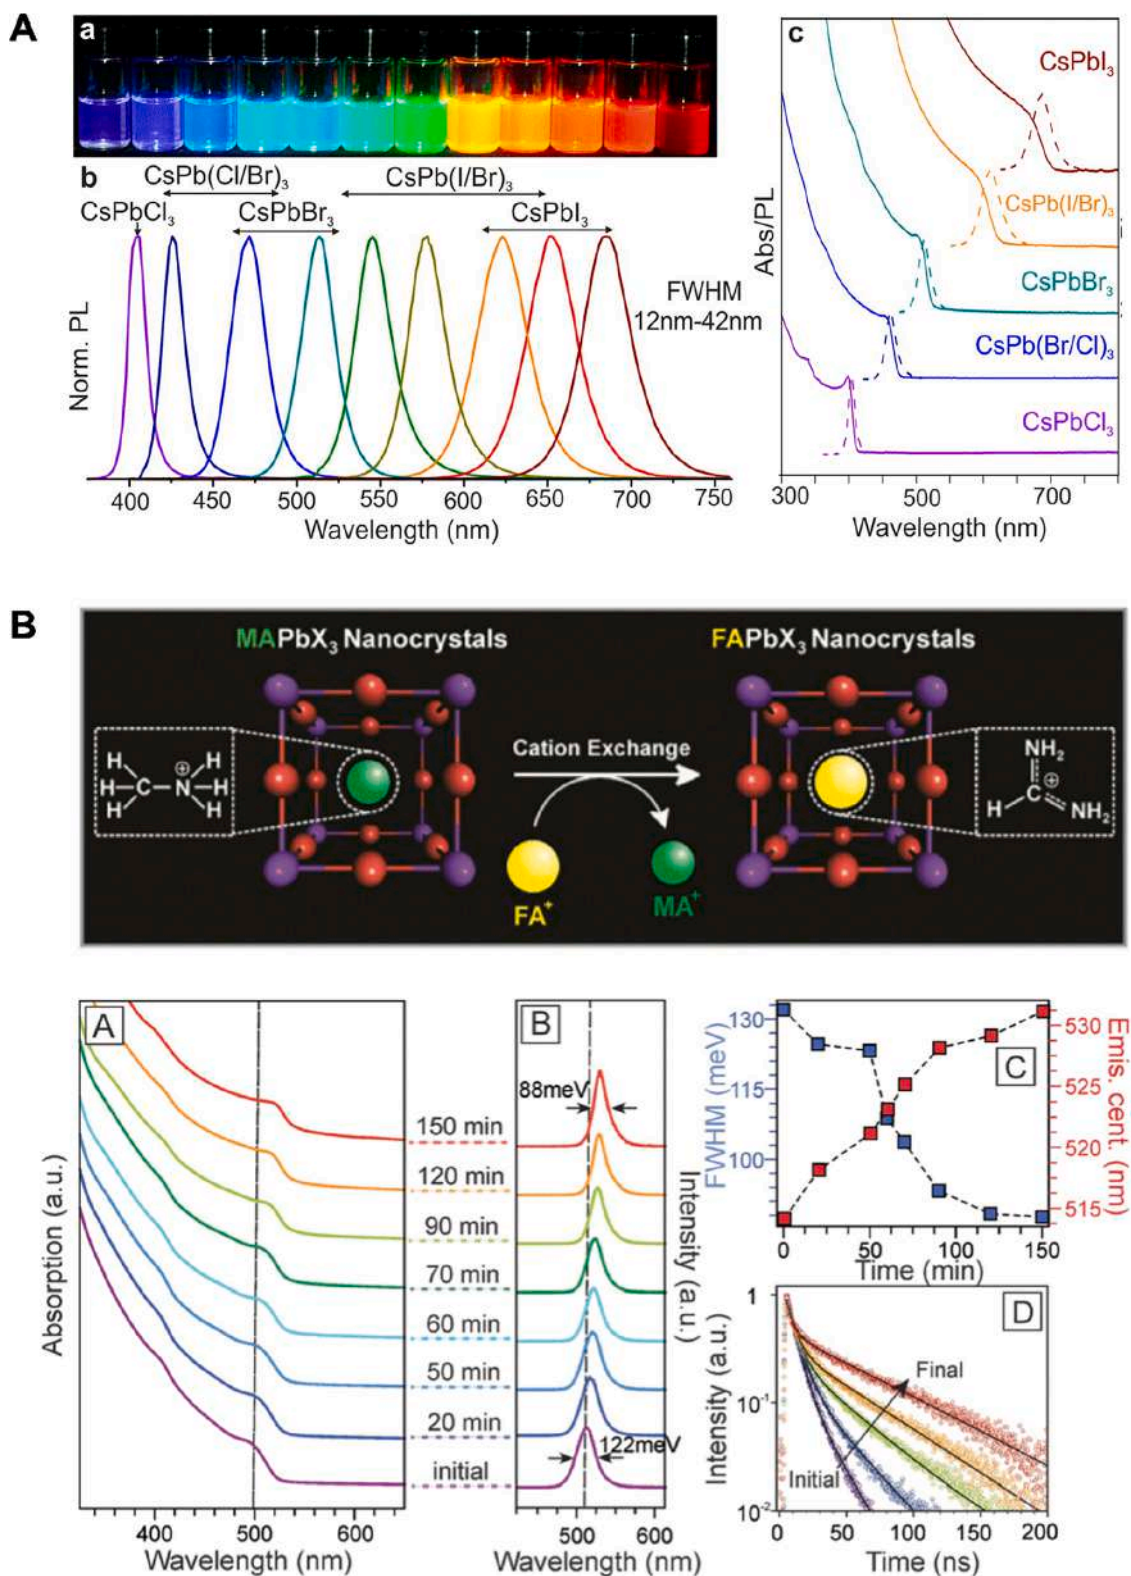 A
a
b
CsPb(Cl/Br)₃
CsPb(I/Br)₃
CsPbCl₃
CsPbBr₃
CsPbI₃
FWHM
12nm-42nm
Norm. PL
400 450 500 550 600 650 700 750
Wavelength (nm)
c
CsPbI₃
CsPb(I/Br)₃
CsPbBr₃
CsPb(Br/Cl)₃
CsPbCl₃
Abs/PL
300 500 700
Wavelength (nm)
B
MAPbX₃ Nanocrystals
FAPbX₃ Nanocrystals
Cation Exchange
H H
H C N ⊕ H
H H
FA⁺
MA⁺
NH₂
⊕
H C NH₂
A
Absorption (a.u.)
400 500 600
Wavelength (nm)
150 min
120 min
90 min
70 min
60 min
50 min
20 min
initial
B
88meV
122meV
Intensity (a.u.)
500 600
Wavelength (nm)
C
FWHM (meV)
130
115
100
Emis. cent. (nm)
530
525
520
515
0 50 100 150
Time (min)
D
Intensity (a.u.)
1
10⁻¹
10⁻²
Final
Initial
0 50 100 150 200
Time (ns)